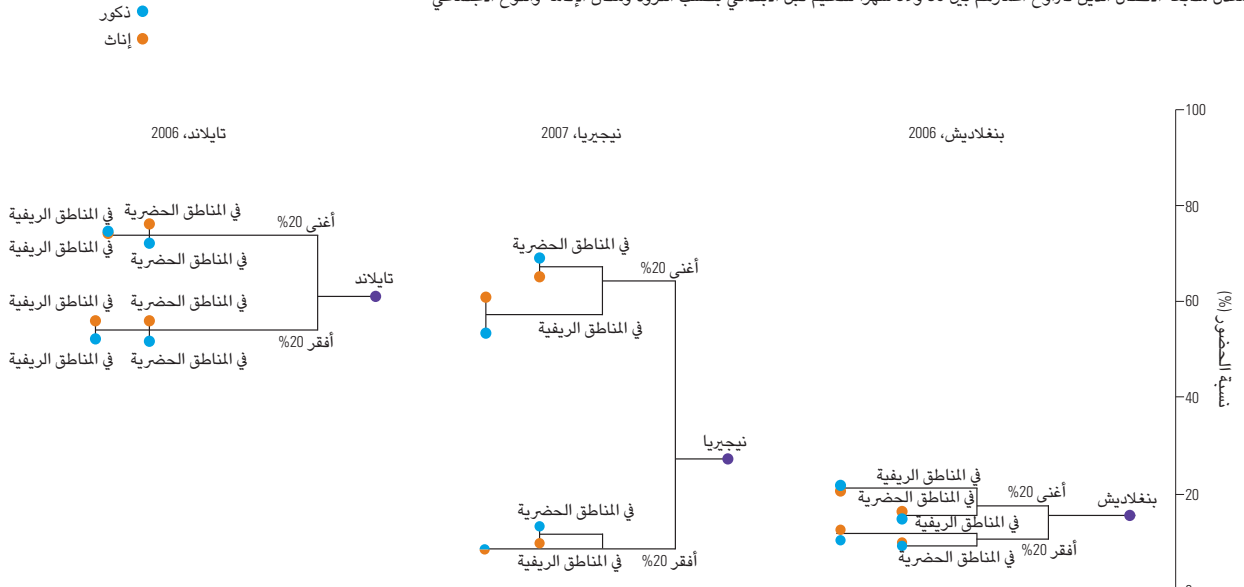 ذكور
إناث
بنغلاديش، 2006
نيجيريا، 2007
تايلاند، 2006
نسبة الحضور (%)
100
80
60
40
20
بنغلاديش
أغنى 20%
في المناطق الريفية
في المناطق الحضرية
أفقر 20%
في المناطق الريفية
في المناطق الحضرية
نيجيريا
أغنى 20%
في المناطق الحضرية
في المناطق الريفية
أفقر 20%
في المناطق الحضرية
في المناطق الريفية
تايلاند
أغنى 20%
في المناطق الحضرية
في المناطق الريفية
في المناطق الحضرية
في المناطق الريفية
أفقر 20%
في المناطق الحضرية
في المناطق الريفية
في المناطق الحضرية
في المناطق الريفية